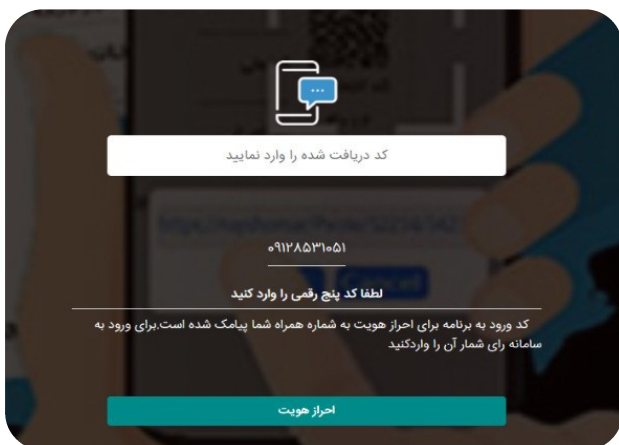 کد دریافت شده را وارد نمایید
۰۹۱۲۸۵۳۱۰۵۱
لطفا کد پنج رقمی را وارد کنید
کد ورود به برنامه برای احراز هویت به شماره همراه شما پیامک شده است.برای ورود به
سامانه رای شمار آن را واردکنید
احراز هویت